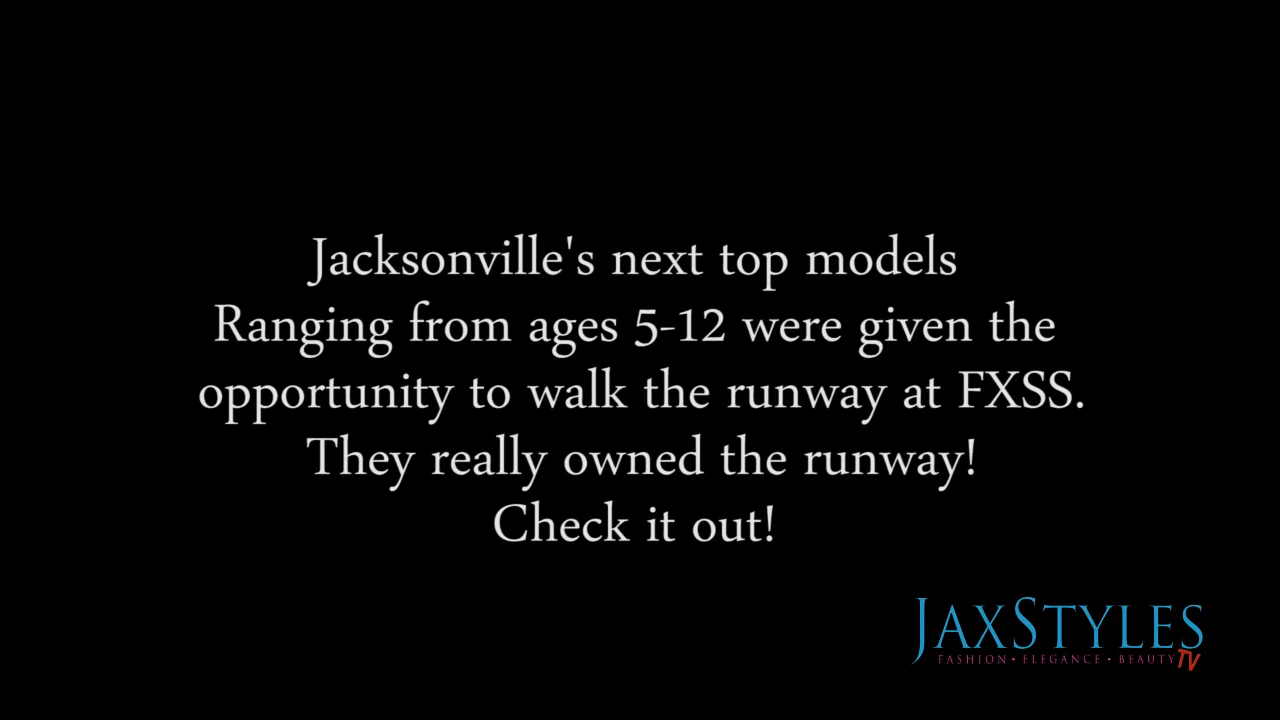 Jacksonville's next top models
Ranging from ages 5-12 were given the
opportunity to walk the runway at FXSS.
They really owned the runway!
Check it out!
JAXSTYLES
FASHION • ELEGANCE • BEAUTY TV